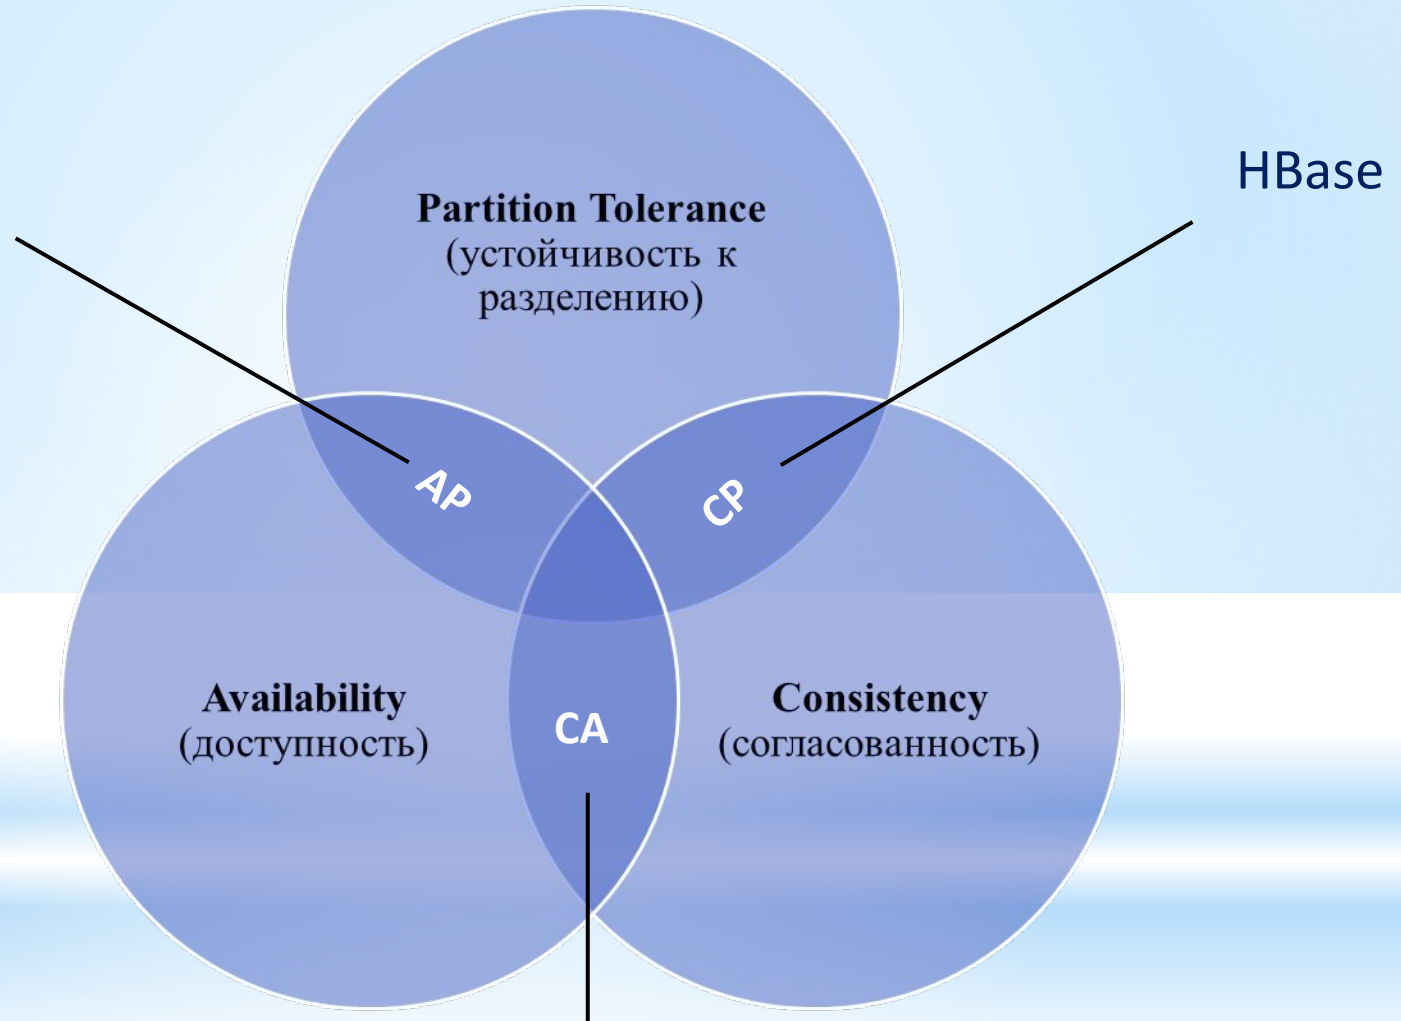 HBase
Partition Tolerance
(устойчивость к
разделению)
AP
CP
Availability
(доступность)
CA
Consistency
(согласованность)